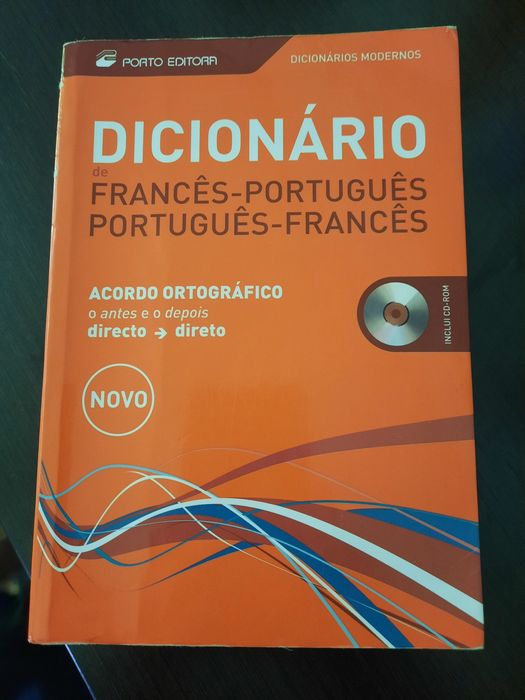 PORTO EDITORA
DICIONÁRIOS MODERNOS
DICIONÁRIO
de
FRANCÊS-PORTUGUÊS
PORTUGUÊS-FRANCÊS
ACORDO ORTOGRÁFICO
o antes e o depois
directo → direto
INCLUI CD-ROM
NOVO